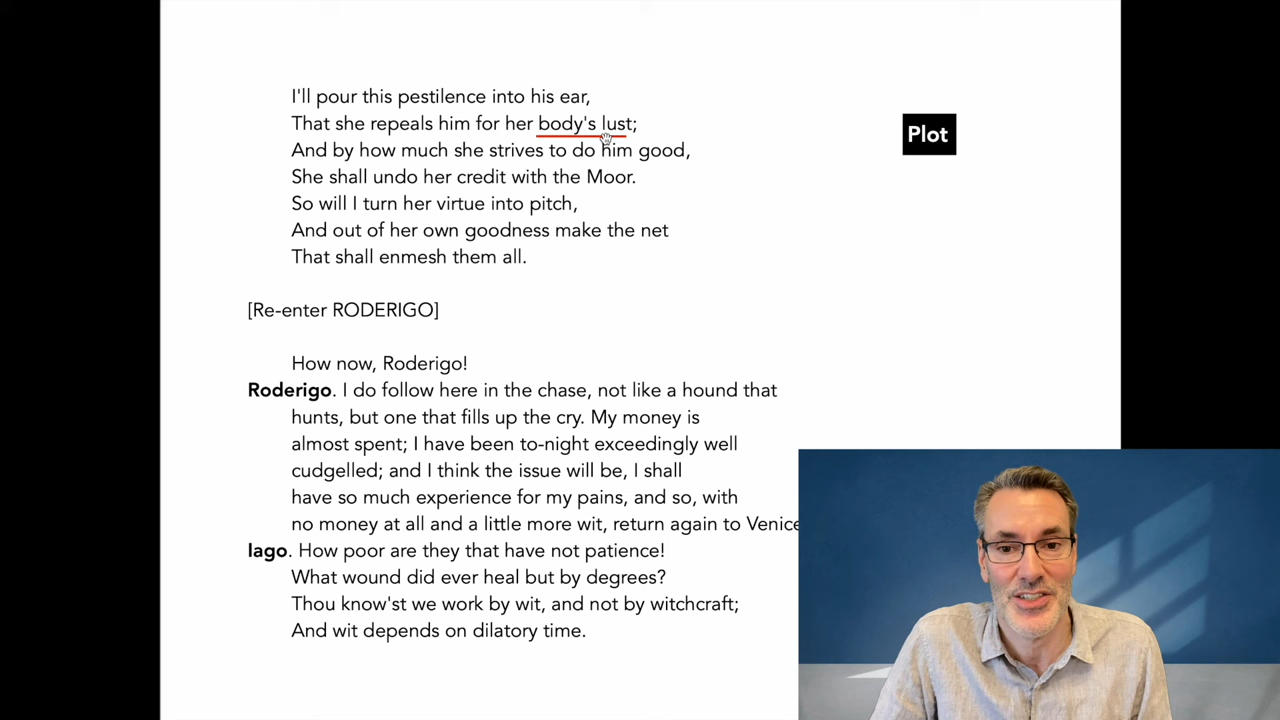 I'll pour this pestilence into his ear,
That she repeals him for her body's lust;
And by how much she strives to do him good,
She shall undo her credit with the Moor.
So will I turn her virtue into pitch,
And out of her own goodness make the net
That shall enmesh them all.
Plot
[Re-enter RODERIGO]
How now, Roderigo!
Roderigo. I do follow here in the chase, not like a hound that
hunts, but one that fills up the cry. My money is
almost spent; I have been to-night exceedingly well
cudgelled; and I think the issue will be, I shall
have so much experience for my pains, and so, with
no money at all and a little more wit, return again to Venice
Iago. How poor are they that have not patience!
What wound did ever heal but by degrees?
Thou know'st we work by wit, and not by witchcraft;
And wit depends on dilatory time.